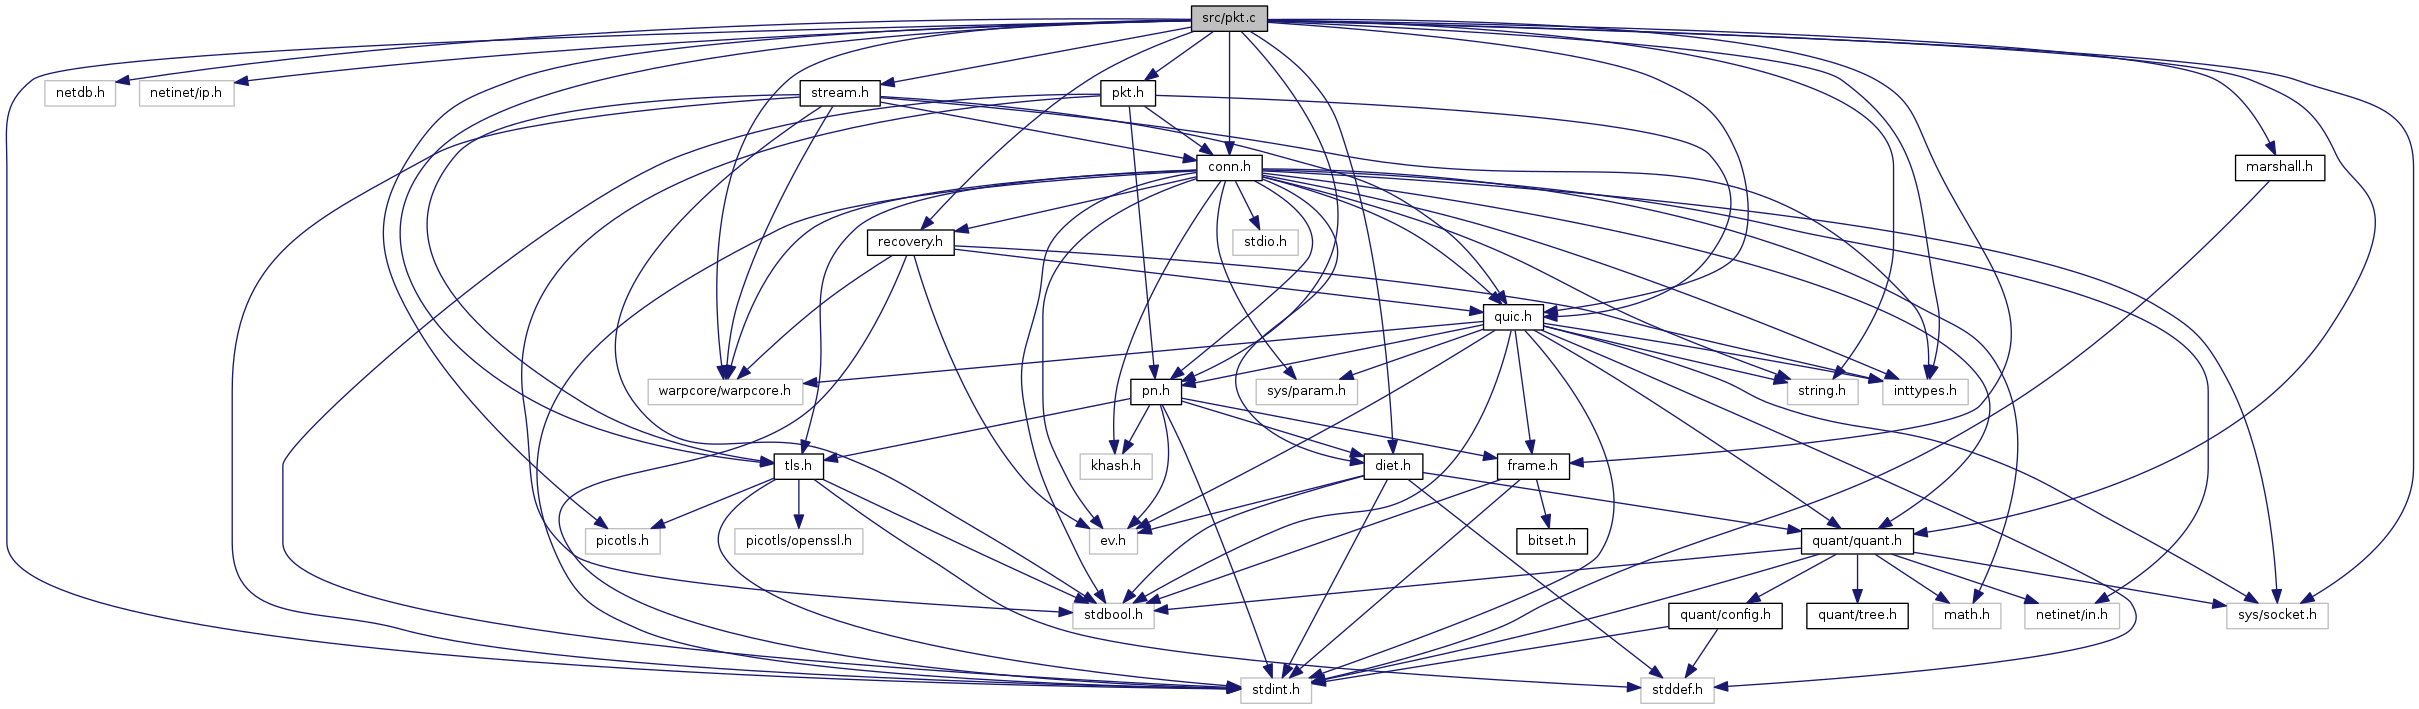 src/pkt.c
netdb.h
netinet/ip.h
stream.h
pkt.h
conn.h
marshall.h
recovery.h
stdio.h
quic.h
warpcore/warpcore.h
pn.h
sys/param.h
string.h
inttypes.h
tls.h
khash.h
diet.h
frame.h
picotls.h
picotls/openssl.h
ev.h
bitset.h
quant/quant.h
stdbool.h
quant/config.h
quant/tree.h
math.h
netinet/in.h
sys/socket.h
stdint.h
stddef.h